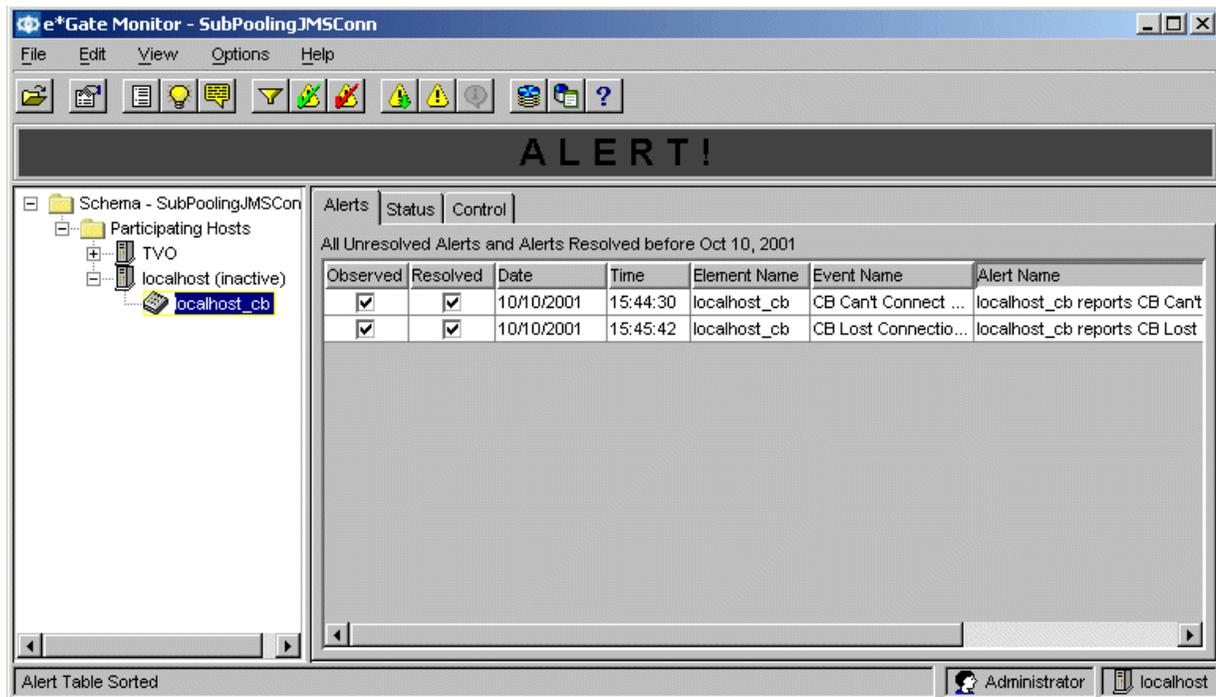 e*Gate Monitor - SubPoolingJMSConn
File Edit View Options Help
ALERT!
Schema - SubPoolingJMSCon
Participating Hosts
TVO
localhost (inactive)
localhost_cb
Alerts Status Control
All Unresolved Alerts and Alerts Resolved before Oct 10, 2001
Observed Resolved Date Time Element Name Event Name Alert Name
10/10/2001 15:44:30 localhost_cb CB Can't Connect ... localhost_cb reports CB Can't
10/10/2001 15:45:42 localhost_cb CB Lost Connectio... localhost_cb reports CB Lost
Alert Table Sorted
Administrator
localhost